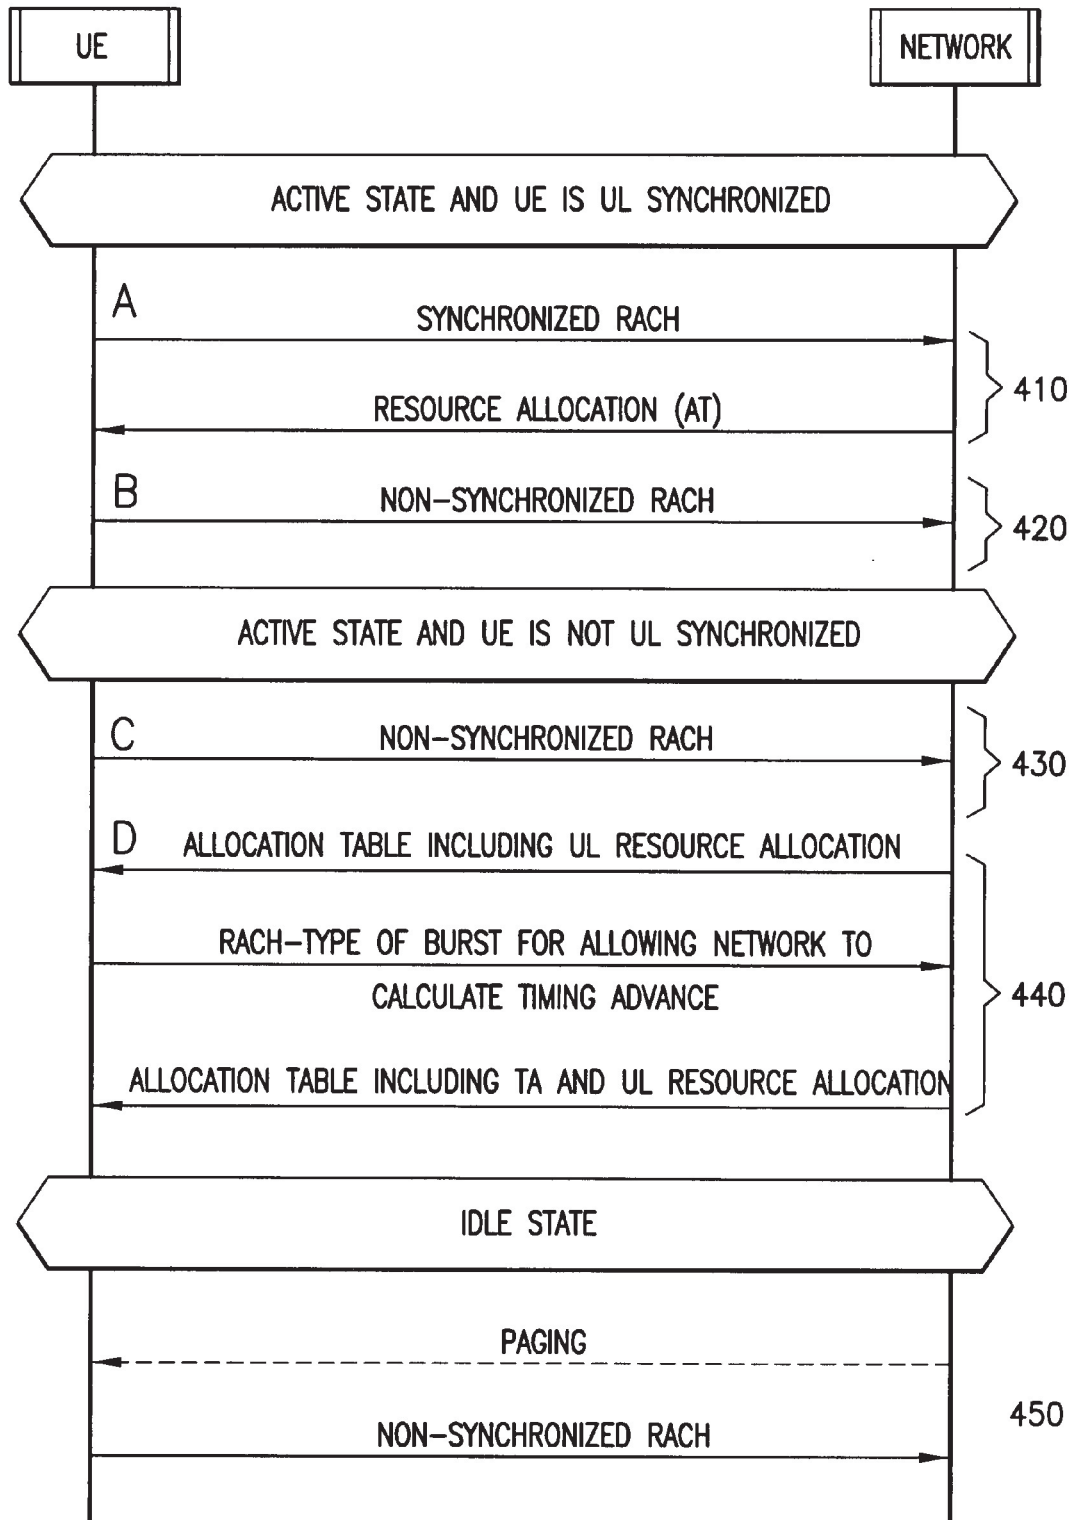 UE
NETWORK
ACTIVE STATE AND UE IS UL SYNCHRONIZED
A
SYNCHRONIZED RACH
410
RESOURCE ALLOCATION (AT)
B
NON-SYNCHRONIZED RACH
420
ACTIVE STATE AND UE IS NOT UL SYNCHRONIZED
C
NON-SYNCHRONIZED RACH
430
D
ALLOCATION TABLE INCLUDING UL RESOURCE ALLOCATION
RACH-TYPE OF BURST FOR ALLOWING NETWORK TO
CALCULATE TIMING ADVANCE
440
ALLOCATION TABLE INCLUDING TA AND UL RESOURCE ALLOCATION
IDLE STATE
PAGING
450
NON-SYNCHRONIZED RACH